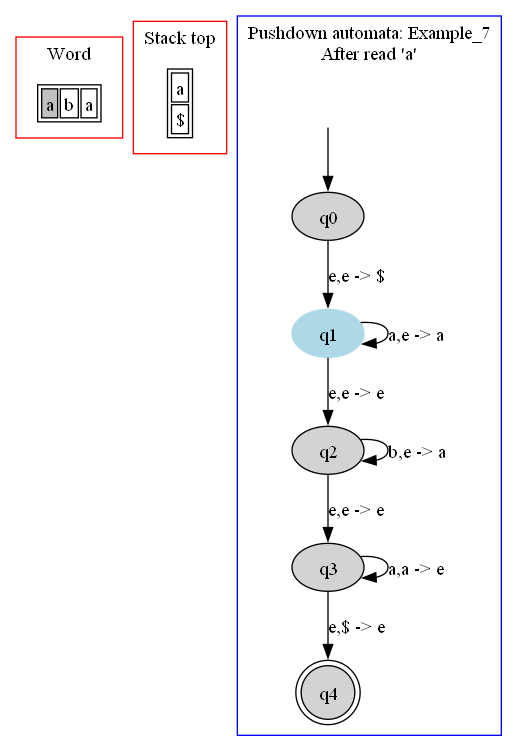 Word
a b a
Stack top
a
$
Pushdown automata: Example_7
After read 'a'
q0
e,e -> $
q1
a,e -> a
e,e -> e
q2
b,e -> a
e,e -> e
q3
a,a -> e
e,$ -> e
q4